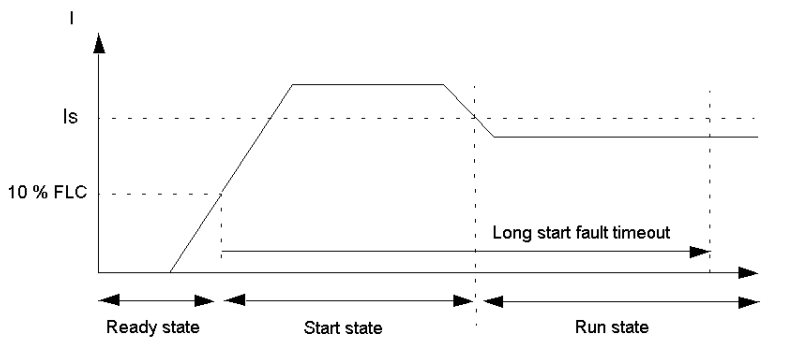 I
Is
10 % FLC
Long start fault timeout
Ready state
Start state
Run state